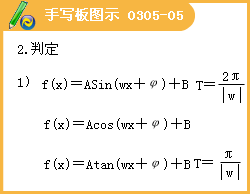 手写板图示 0305-05
2.判定
1) f(x)=ASin(wx+φ)+B T=2π/|w|
f(x)=Acos(wx+φ)+B
f(x)=Atan(wx+φ)+B T=π/|w|